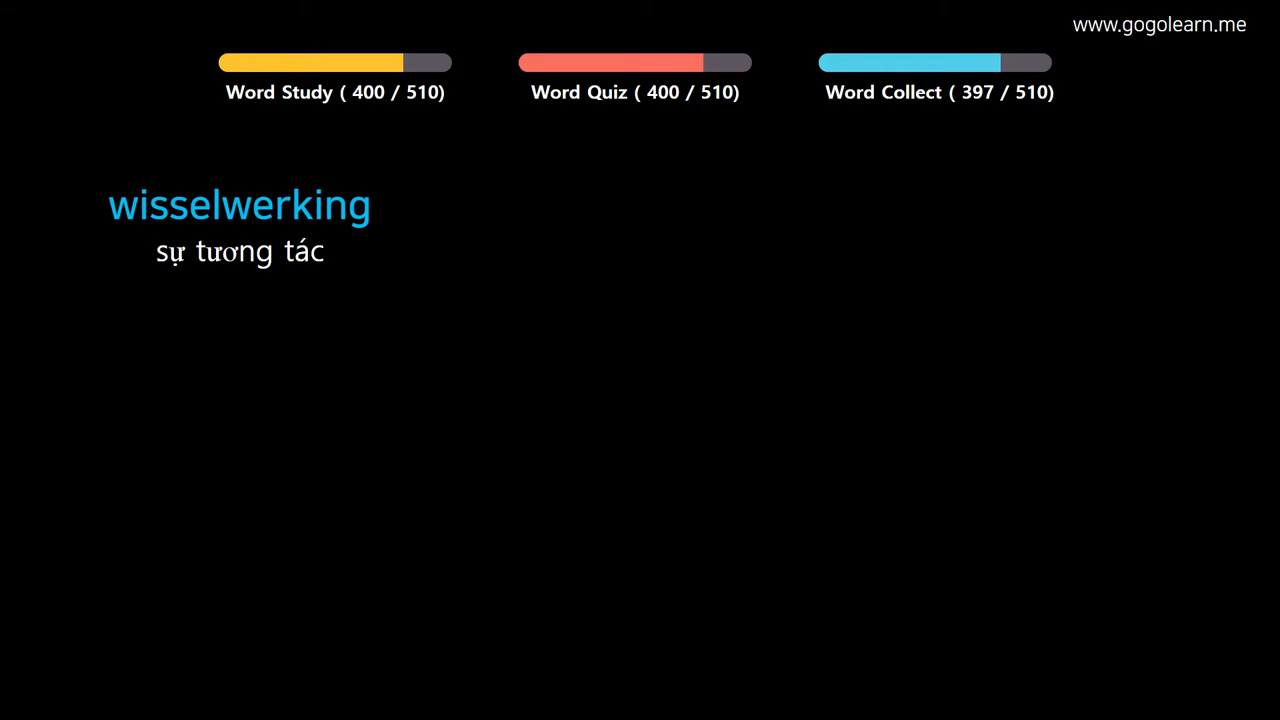 www.gogolearn.me
Word Study ( 400 / 510)
Word Quiz ( 400 / 510)
Word Collect ( 397 / 510)
wisselwerking
sự tương tác